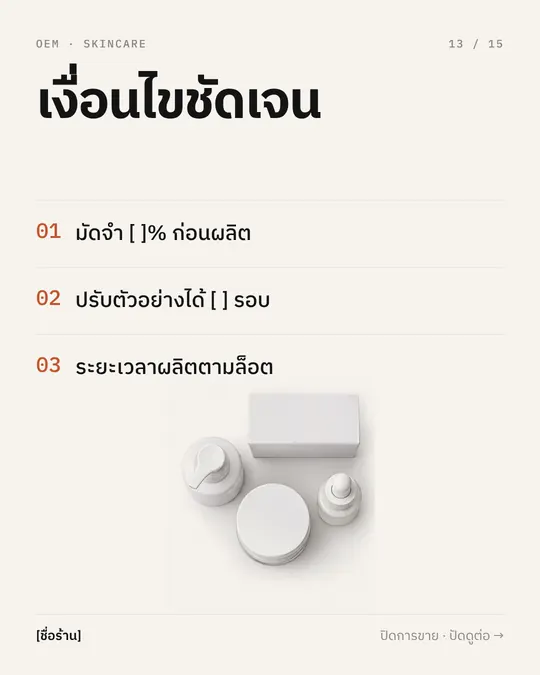 OEM · SKINCARE
13 / 15
เงื่อนไขชัดเจน
01 มัดจำ [ ]% ก่อนผลิต
02 ปรับตัวอย่างได้ [ ] รอบ
03 ระยะเวลาผลิตตามล็อต
[ชื่อร้าน]
ปิดการขาย · ปัดดูต่อ →